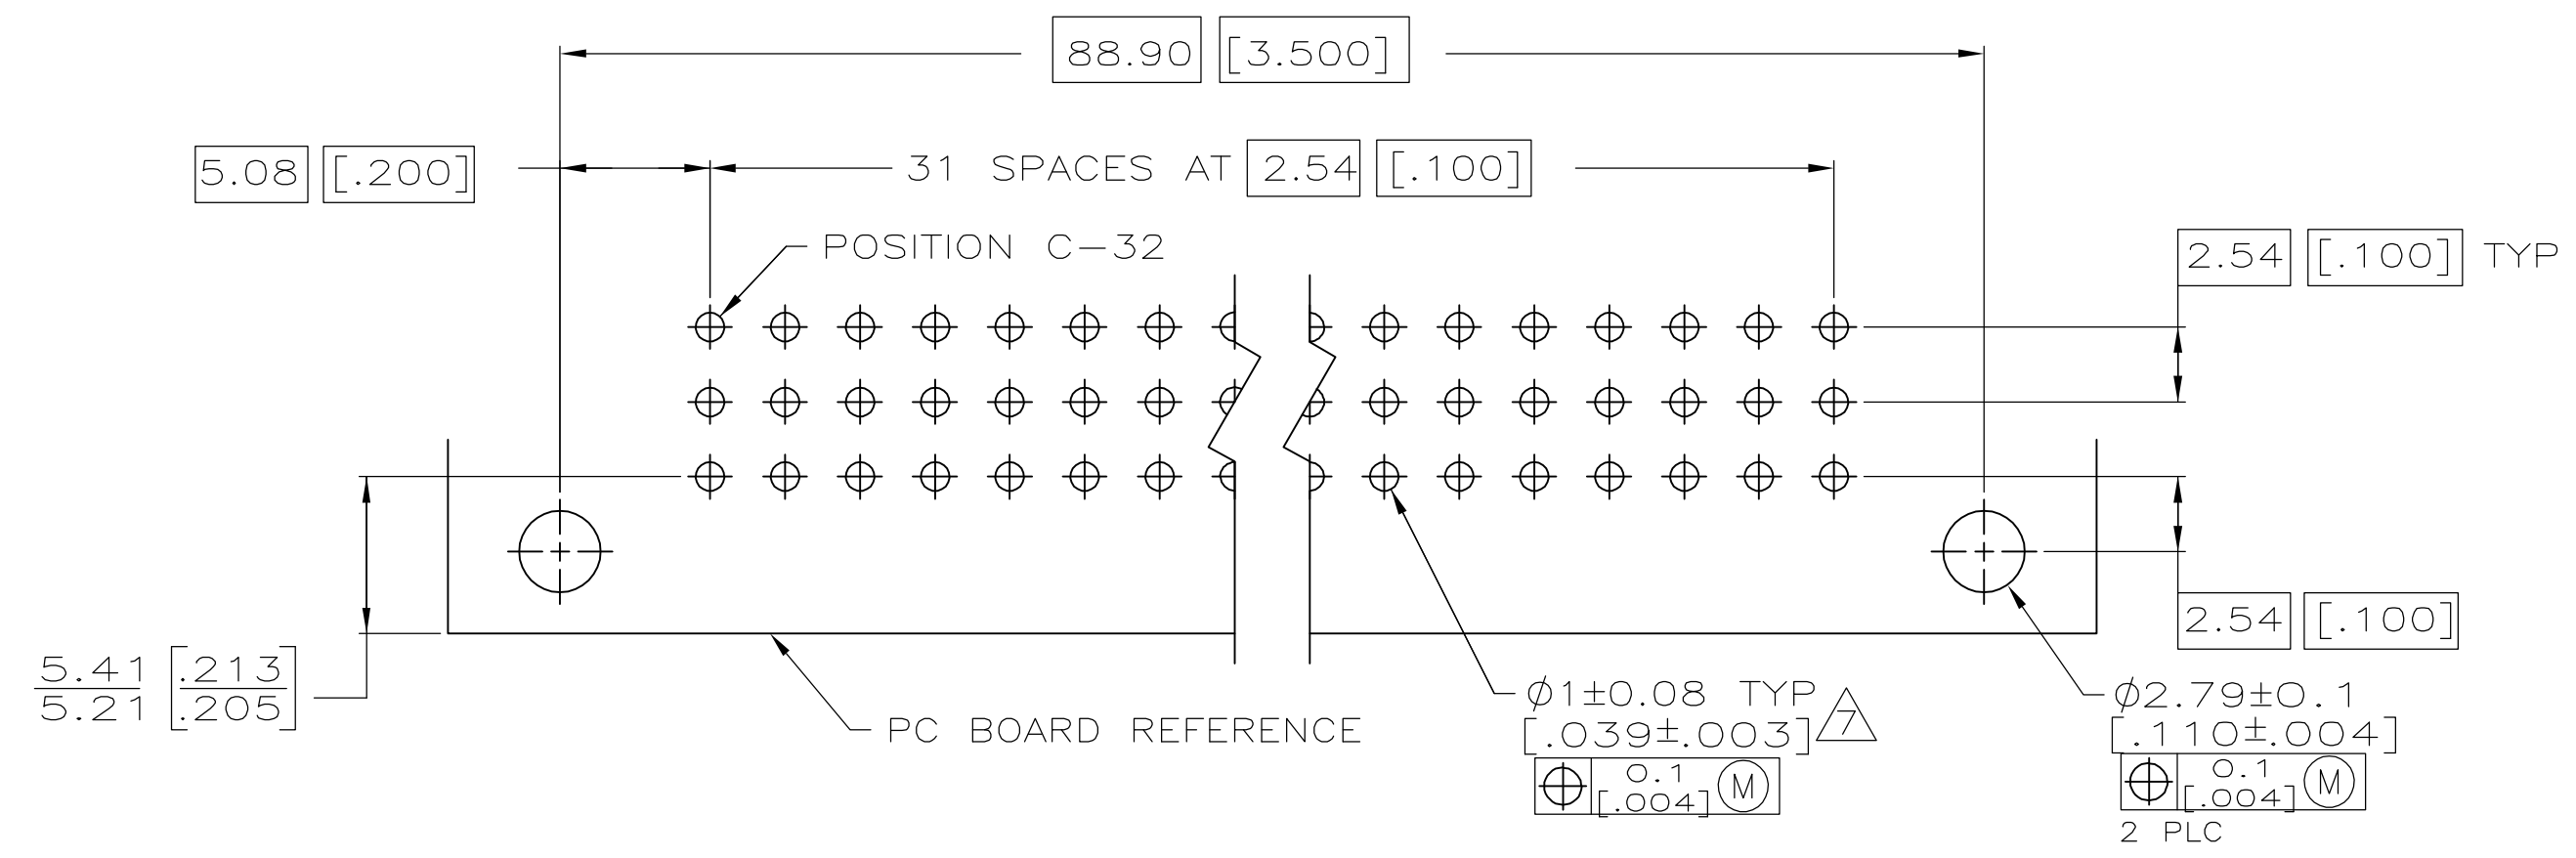 88.90 [3.500]
5.08 [.200]
31 SPACES AT 2.54 [.100]
POSITION C-32
2.54 [.100] TYP
2.54 [.100]
5.41 [.213
5.21 .205]
PC BOARD REFERENCE
Ø1±0.08 TYP 7
[.039±.003]
0.1 M
[.004]
Ø2.79±0.1
[.110±.004]
0.1 M
[.004]
2 PLC